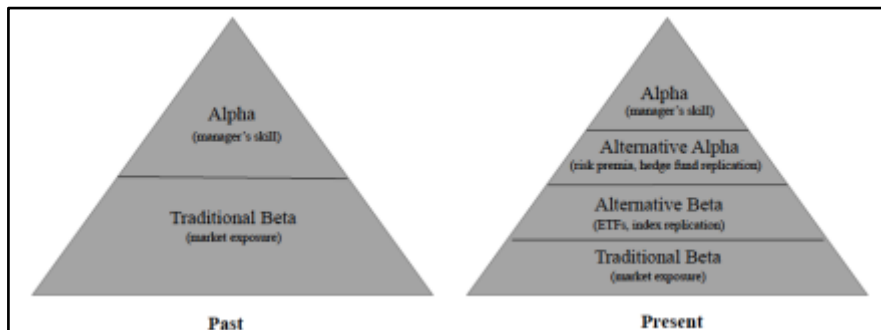 Alpha
(manager's skill)
Traditional Beta
(market exposure)
Past
Alpha
(manager's skill)
Alternative Alpha
(risk premia, hedge fund replication)
Alternative Beta
(ETFs, index replication)
Traditional Beta
(market exposure)
Present